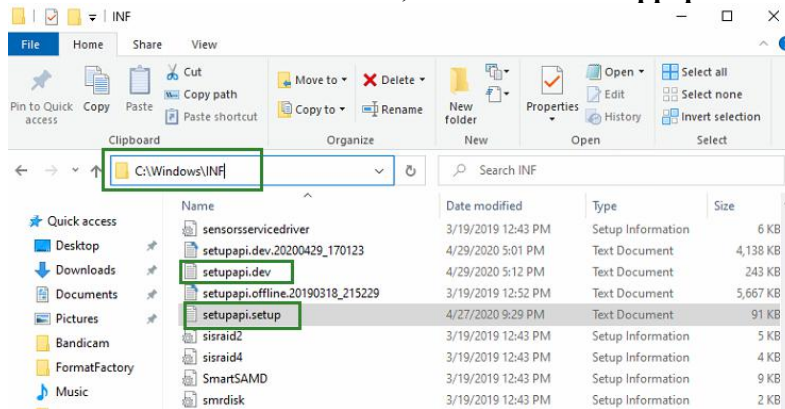 INF
File Home Share View
Pin to Quick access
Copy
Paste
Cut
Copy path
Paste shortcut
Clipboard
Move to
Copy to
Delete
Rename
Organize
New folder
New
Properties
Open
Edit
History
Open
Select all
Select none
Invert selection
Select
C:\Windows\INF
Search INF
Quick access
Desktop
Downloads
Documents
Pictures
Bandicam
FormatFactory
Music
Name Date modified Type Size
sensorsservicedriver 3/19/2019 12:43 PM Setup Information 6 KB
setupapi.dev.20200429_170123 4/29/2020 5:01 PM Text Document 4,138 KB
setupapi.dev 4/29/2020 5:12 PM Text Document 243 KB
setupapi.offline.20190318_215229 3/19/2019 12:52 PM Text Document 5,667 KB
setupapi.setup 4/27/2020 9:29 PM Text Document 91 KB
sisraid2 3/19/2019 12:43 PM Setup Information 5 KB
sisraid4 3/19/2019 12:43 PM Setup Information 4 KB
SmartSAMD 3/19/2019 12:43 PM Setup Information 9 KB
smrdisk 3/19/2019 12:43 PM Setup Information 2 KB